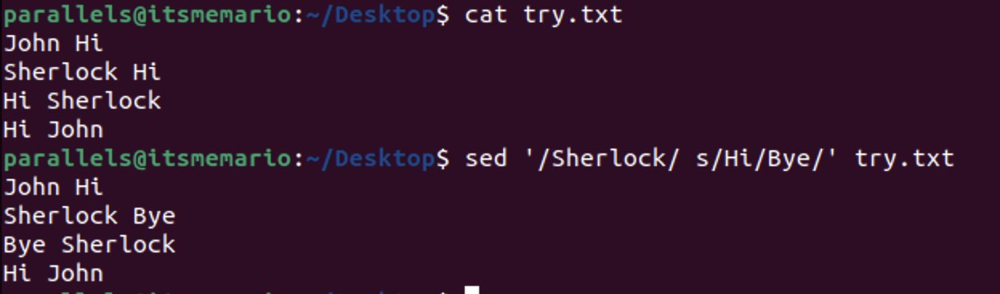 parallels@itsmemario:~/Desktop$ cat try.txt
John Hi
Sherlock Hi
Hi Sherlock
Hi John
parallels@itsmemario:~/Desktop$ sed '/Sherlock/ s/Hi/Bye/' try.txt
John Hi
Sherlock Bye
Bye Sherlock
Hi John